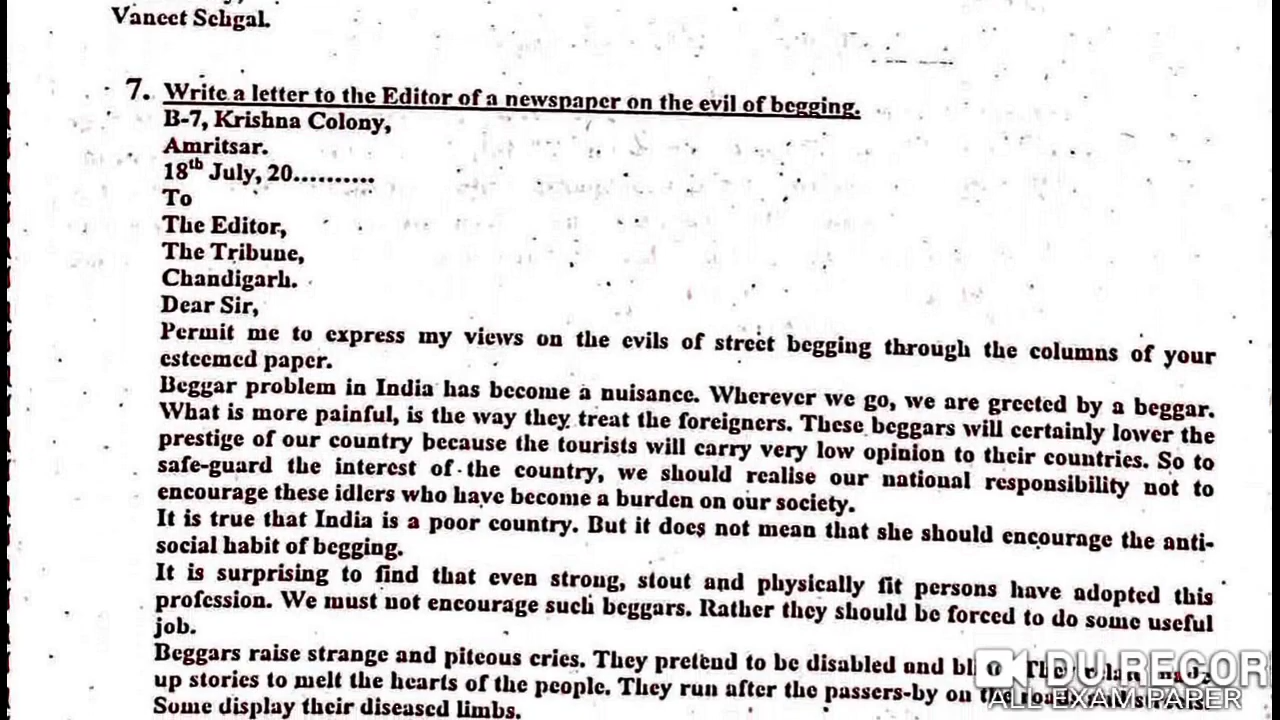 Vaneet Sehgal.
7. Write a letter to the Editor of a newspaper on the evil of begging.
B-7, Krishna Colony,
Amritsar.
18th July, 20..........
To
The Editor,
The Tribune,
Chandigarh.
Dear Sir,
Permit me to express my views on the evils of street begging through the columns of your
esteemed paper.
Beggar problem in India has become a nuisance. Wherever we go, we are greeted by a beggar.
What is more painful, is the way they treat the foreigners. These beggars will certainly lower the
prestige of our country because the tourists will carry very low opinion to their countries. So to
safe-guard the interest of the country, we should realise our national responsibility not to
encourage these idlers who have become a burden on our society.
It is true that India is a poor country. But it does not mean that she should encourage the anti-
social habit of begging.
It is surprising to find that even strong, stout and physically fit persons have adopted this
profession. We must not encourage such beggars. Rather they should be forced to do some useful
job.
Beggars raise strange and piteous cries. They pretend to be disabled and They
up stories to melt the hearts of the people. They run after the passers-by on the
Some display their diseased limbs.
DU RECOR
ALL EXAM PAPER